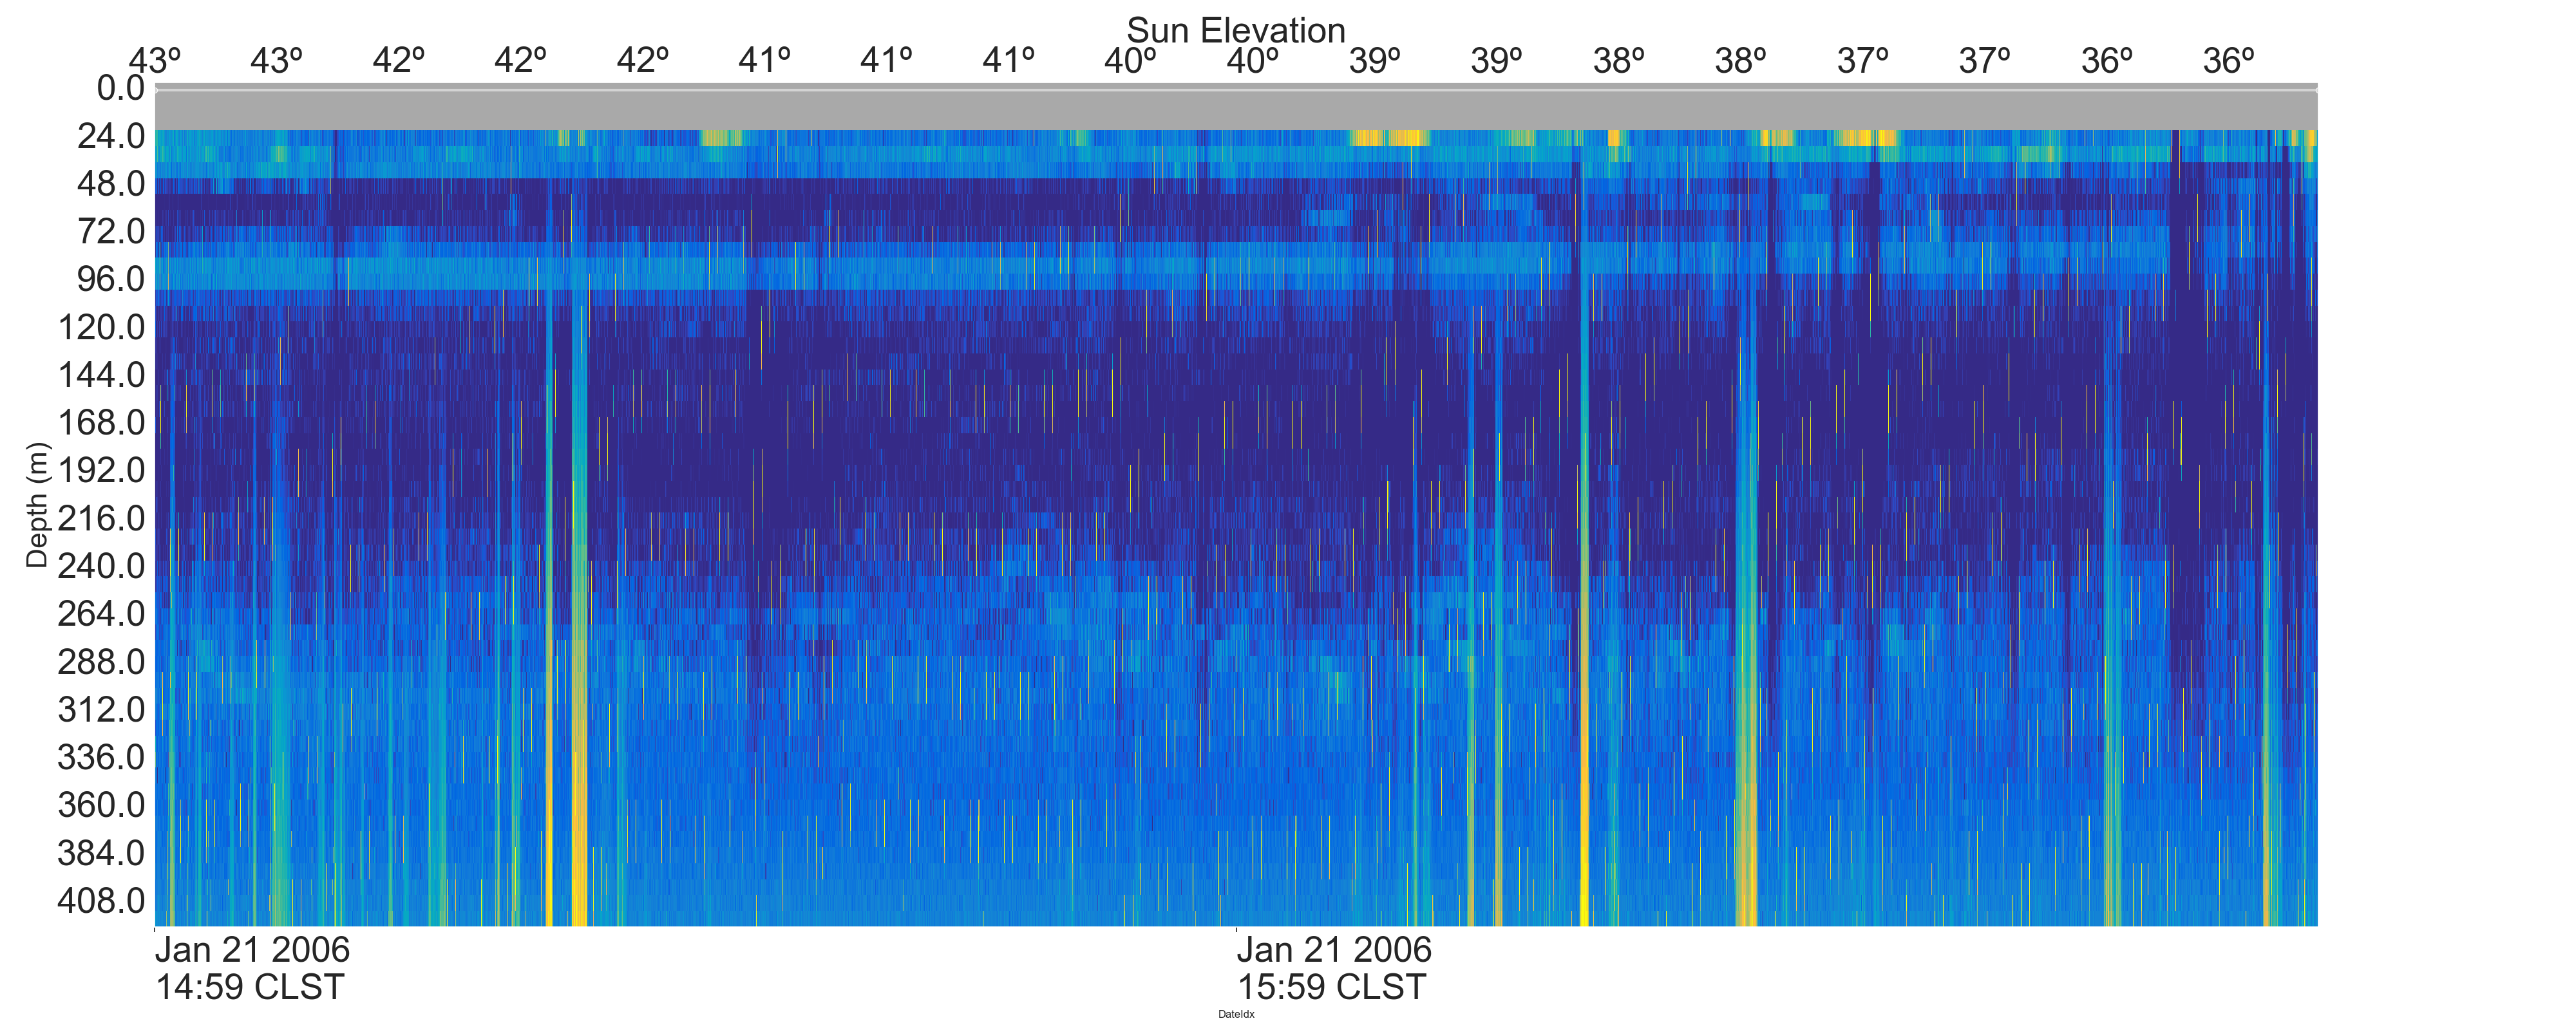 Sun Elevation
43º 43º 42º 42º 42º 41º 41º 41º 40º 40º 39º 39º 38º 38º 37º 37º 36º 36º
0.0
24.0
48.0
72.0
96.0
120.0
144.0
168.0
192.0
216.0
240.0
264.0
288.0
312.0
336.0
360.0
384.0
408.0
Depth (m)
Jan 21 2006
14:59 CLST
Jan 21 2006
15:59 CLST
DateIdx